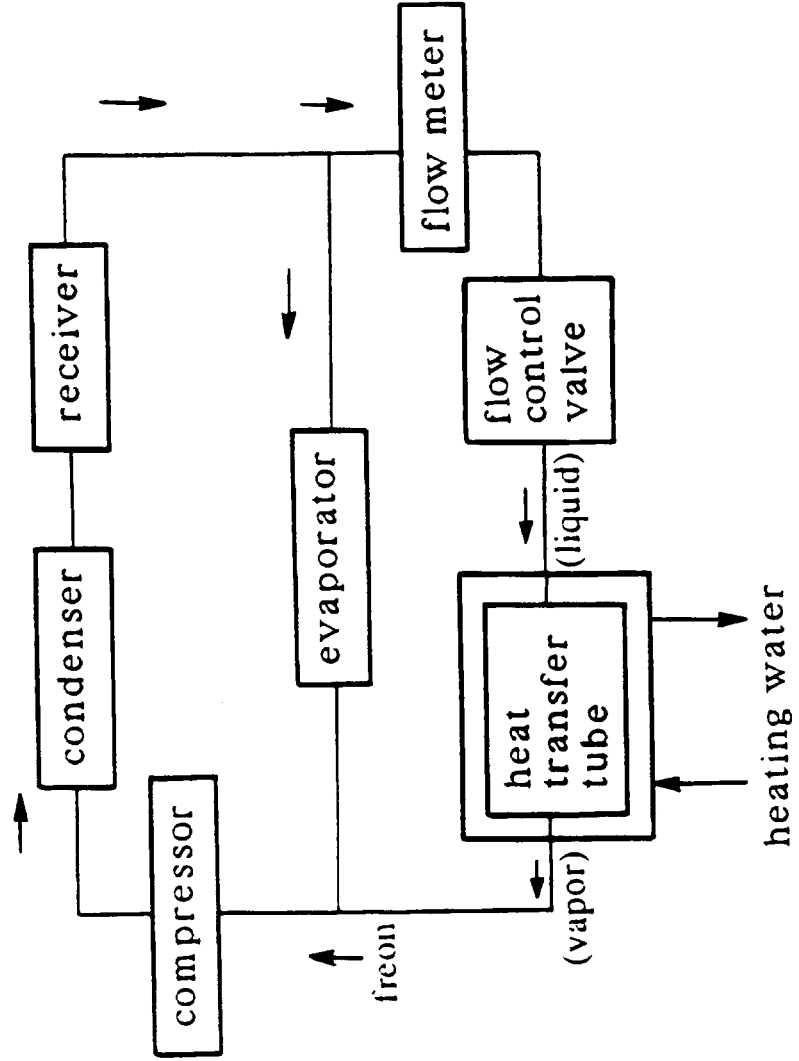 compressor
condenser
receiver
evaporator
flow meter
flow
control
valve
(liquid)
heat
transfer
tube
(vapor)
freon
heating water